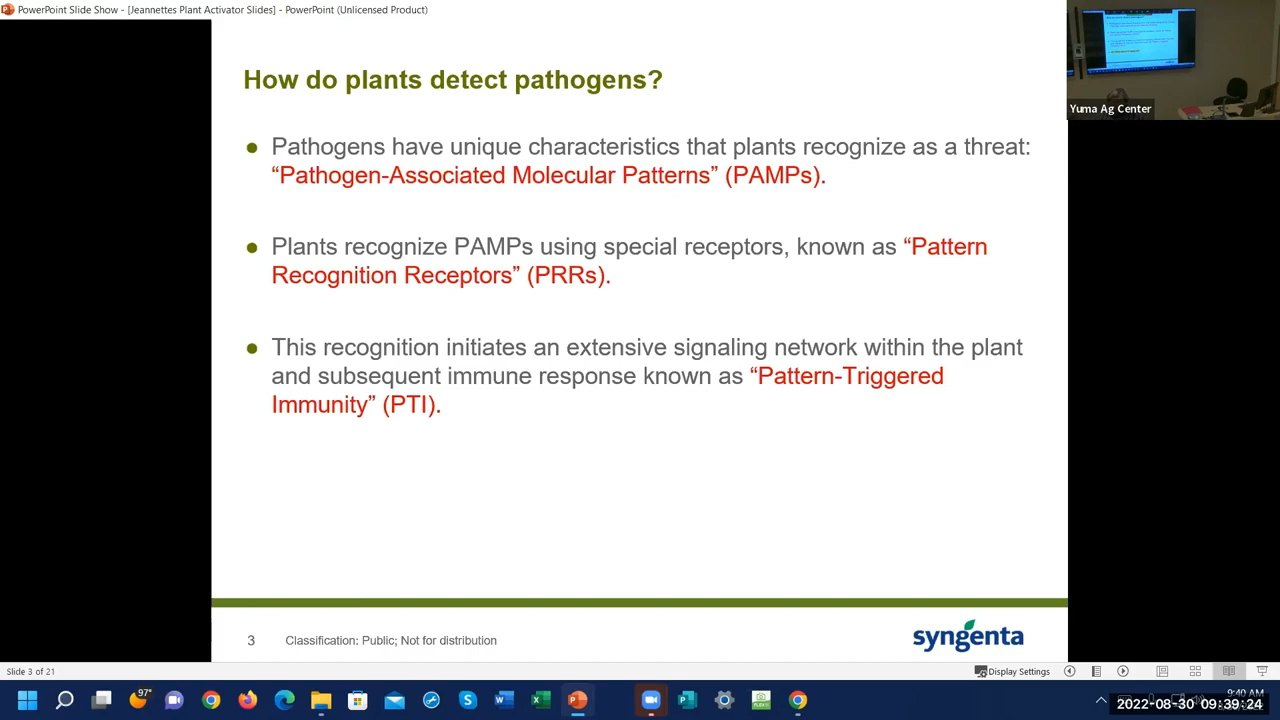 PowerPoint Slide Show - [Jeannettes Plant Activator Slides] - PowerPoint (Unlicensed Product)
Yuma Ag Center
How do plants detect pathogens?
● Pathogens have unique characteristics that plants recognize as a threat:
“Pathogen-Associated Molecular Patterns” (PAMPs).
● Plants recognize PAMPs using special receptors, known as “Pattern
Recognition Receptors” (PRRs).
● This recognition initiates an extensive signaling network within the plant
and subsequent immune response known as “Pattern-Triggered
Immunity” (PTI).
3 Classification: Public; Not for distribution
syngenta
Slide 3 of 21
Display Settings
97°
9:40 AM
2022-08-30 09:39:24